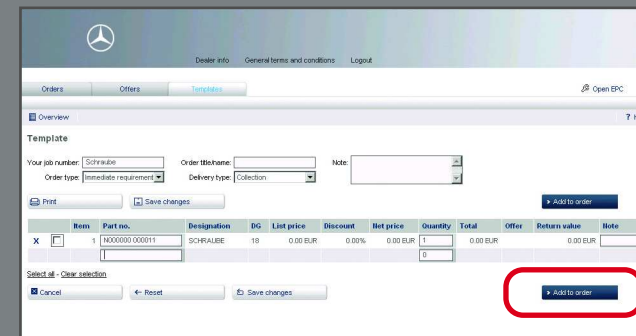 Dealer info General terms and conditions Logout
Orders Offers Templates Open EPC
Overview ?
Template
Your job number: Schraube Order title/name: Note:
Order type: Immediate requirement Delivery type: Collection
Print Save changes Add to order
Item Part no. Designation DG List price Discount Net price Quantity Total Offer Return value Note
X 1 N000000 000011 SCHRAUBE 18 0.00 EUR 0.00% 0.00 EUR 1 0.00 EUR 0.00 EUR
0
Select all - Clear selection
Cancel Reset Save changes Add to order